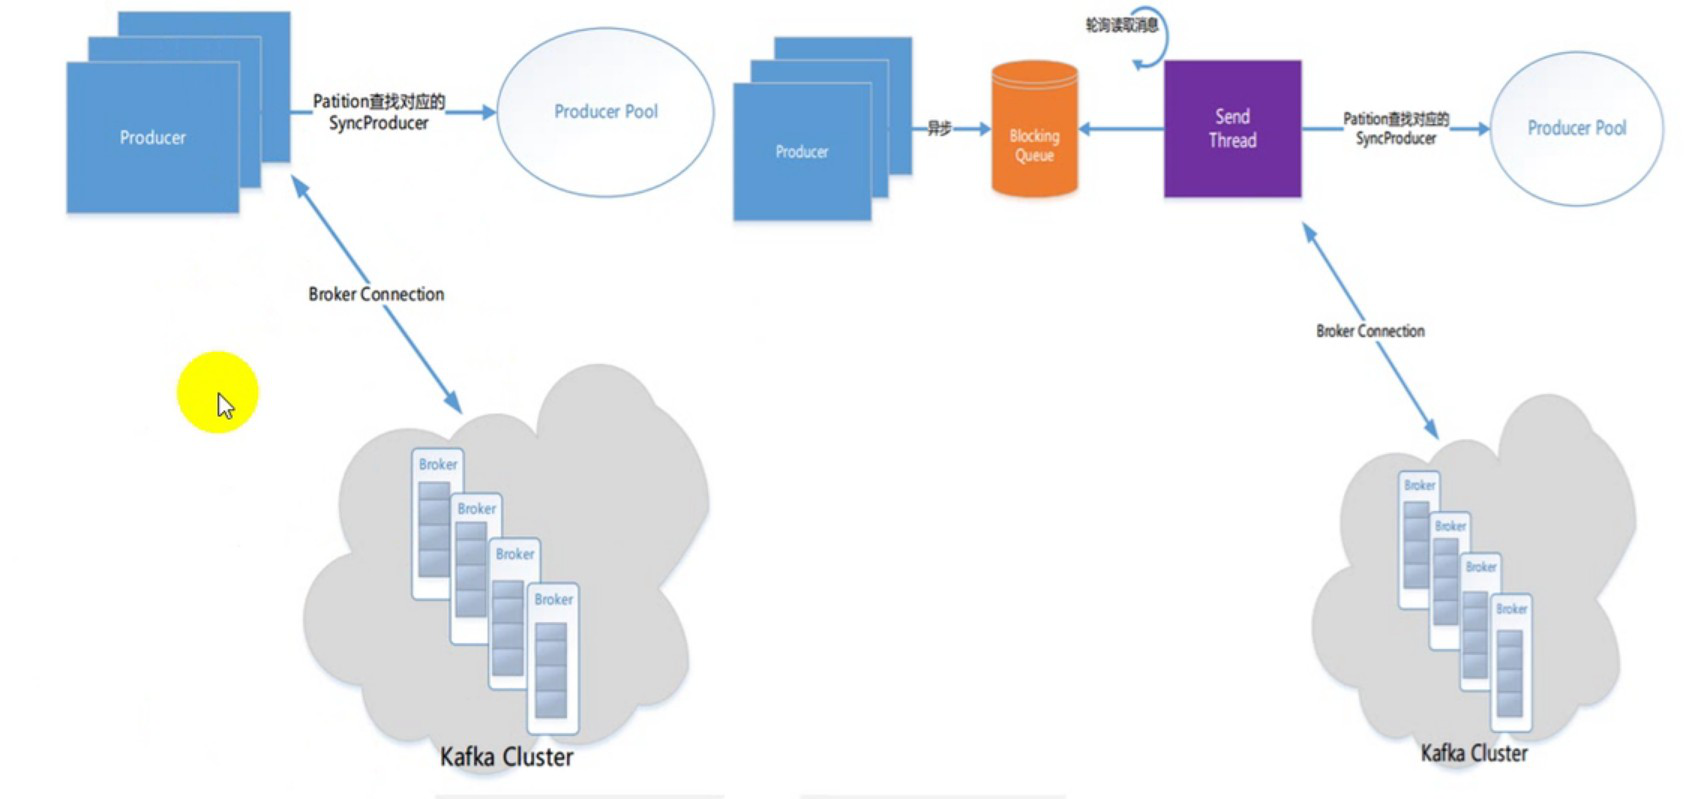 Producer
Patition查找对应的
SyncProducer
Producer Pool
Broker Connection
Broker
Broker
Broker
Broker
Kafka Cluster
轮询读取消息
Producer
异步
Blocking
Queue
Send
Thread
Patition查找对应的
SyncProducer
Producer Pool
Broker Connection
Broker
Broker
Broker
Broker
Kafka Cluster